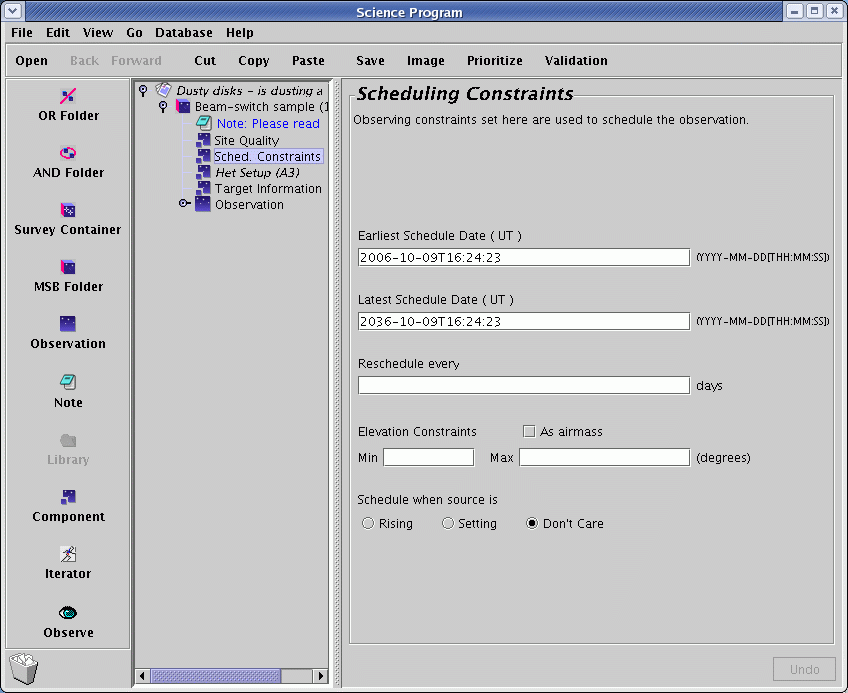 Science Program
File Edit View Go Database Help
Open Back Forward Cut Copy Paste Save Image Prioritize Validation
OR Folder
AND Folder
Survey Container
MSB Folder
Observation
Note
Library
Component
Iterator
Observe
Dusty disks - is dusting a
Beam-switch sample (1
Note: Please read
Site Quality
Sched. Constraints
Het Setup (A3)
Target Information
Observation
Scheduling Constraints
Observing constraints set here are used to schedule the observation.
Earliest Schedule Date ( UT )
2006-10-09T16:24:23 (YYYY-MM-DD[THH:MM:SS])
Latest Schedule Date ( UT )
2036-10-09T16:24:23 (YYYY-MM-DD[THH:MM:SS])
Reschedule every
days
Elevation Constraints As airmass
Min Max (degrees)
Schedule when source is
Rising Setting Don't Care
Undo